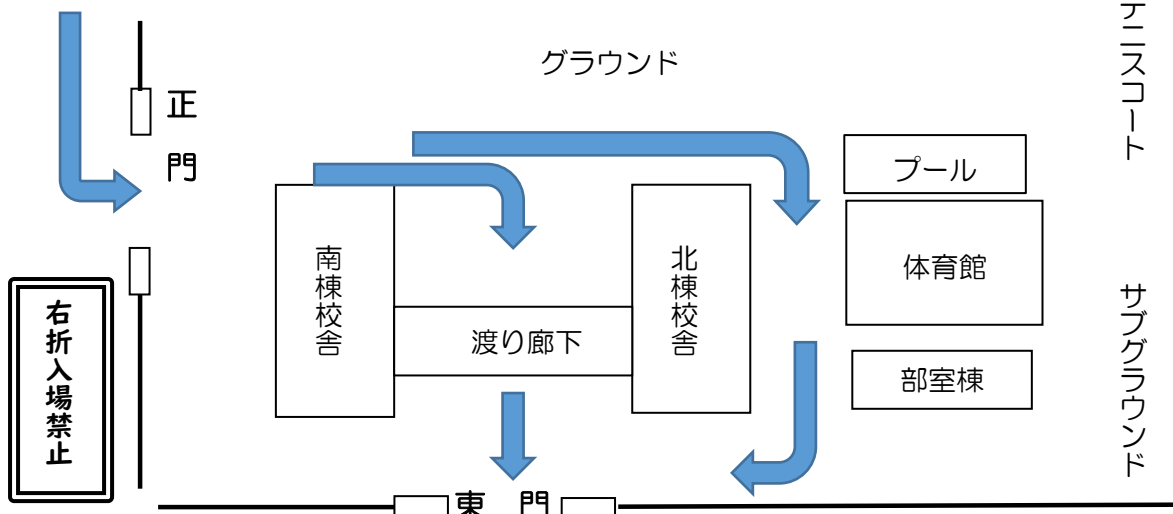 テニスコート
グラウンド
正門
プール
体育館
南棟校舎
北棟校舎
渡り廊下
サブグラウンド
右折入場禁止
部室棟
東 門